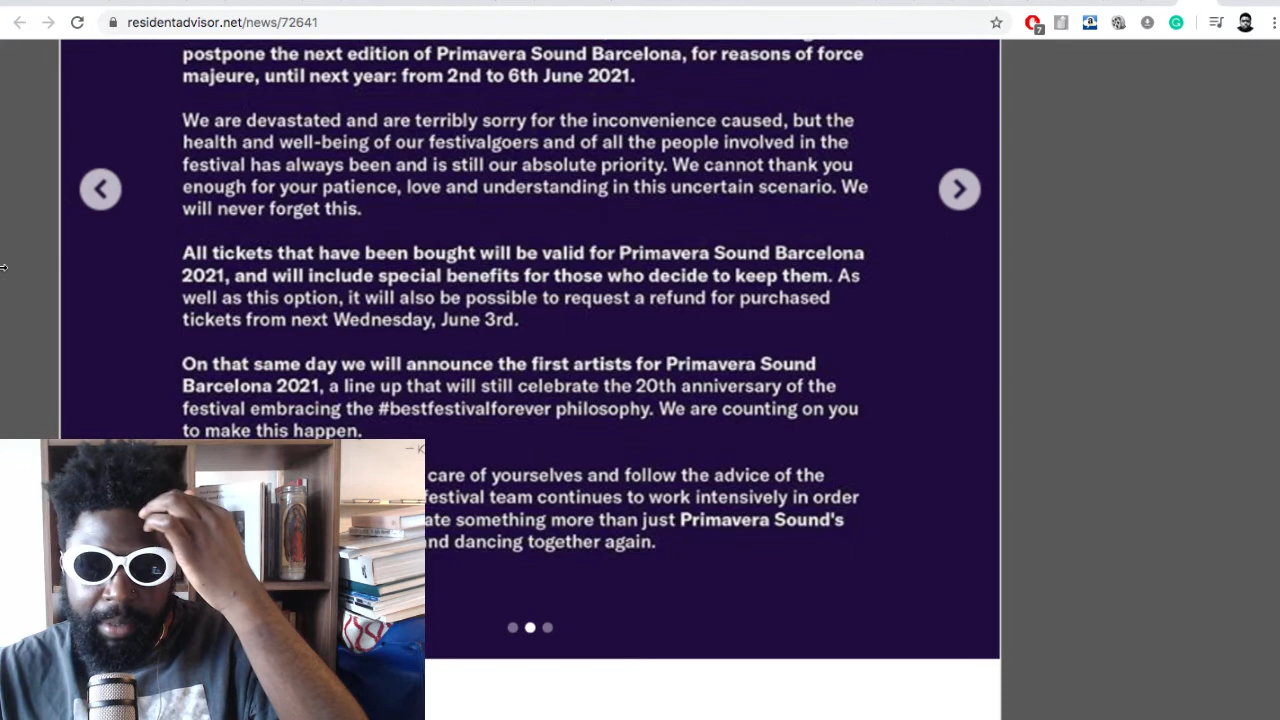 residentadvisor.net/news/72641
7
postpone the next edition of Primavera Sound Barcelona, for reasons of force
majeure, until next year: from 2nd to 6th June 2021.
We are devastated and are terribly sorry for the inconvenience caused, but the
health and well-being of our festivalgoers and of all the people involved in the
festival has always been and is still our absolute priority. We cannot thank you
enough for your patience, love and understanding in this uncertain scenario. We
will never forget this.
All tickets that have been bought will be valid for Primavera Sound Barcelona
2021, and will include special benefits for those who decide to keep them. As
well as this option, it will also be possible to request a refund for purchased
tickets from next Wednesday, June 3rd.
On that same day we will announce the first artists for Primavera Sound
Barcelona 2021, a line up that will still celebrate the 20th anniversary of the
festival embracing the #bestfestivalforever philosophy. We are counting on you
to make this happen.
care of yourselves and follow the advice of the
festival team continues to work intensively in order
ate something more than just Primavera Sound's
nd dancing together again.